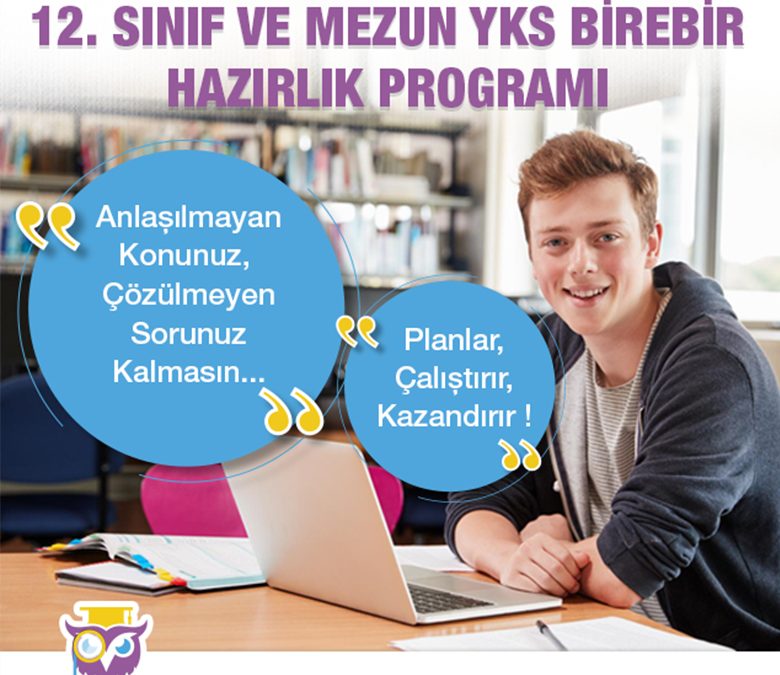 12. SINIF VE MEZUN YKS BİREBİR
HAZIRLIK PROGRAMI
Anlaşılmayan
Konunuz,
Çözülmeyen
Sorunuz
Kalmasın...
Planlar,
Çalıştırır,
Kazandırır !